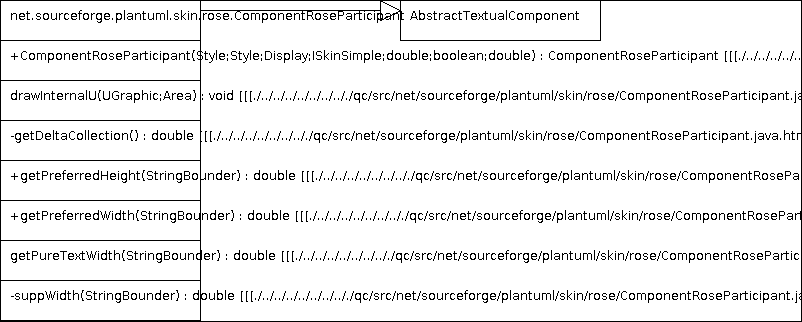 net.sourceforge.plantuml.skin.rose.ComponentRoseParticipant AbstractTextualComponent
+ComponentRoseParticipant(Style;Style;Display;ISkinSimple;double;boolean;double) : ComponentRoseParticipant [[[./../../../..
drawInternalU(UGraphic;Area) : void [[[./../../../../../../../../qc/src/net/sourceforge/plantuml/skin/rose/ComponentRoseParticipant.ja
-getDeltaCollection() : double [[[./../../../../../../../../qc/src/net/sourceforge/plantuml/skin/rose/ComponentRoseParticipant.java.htm
+getPreferredHeight(StringBounder) : double [[[./../../../../../../../../qc/src/net/sourceforge/plantuml/skin/rose/ComponentRosePa
+getPreferredWidth(StringBounder) : double [[[./../../../../../../../../qc/src/net/sourceforge/plantuml/skin/rose/ComponentRosePart
getPureTextWidth(StringBounder) : double [[[./../../../../../../../../qc/src/net/sourceforge/plantuml/skin/rose/ComponentRosePartic
-suppWidth(StringBounder) : double [[[./../../../../../../../../qc/src/net/sourceforge/plantuml/skin/rose/ComponentRoseParticipant.ja